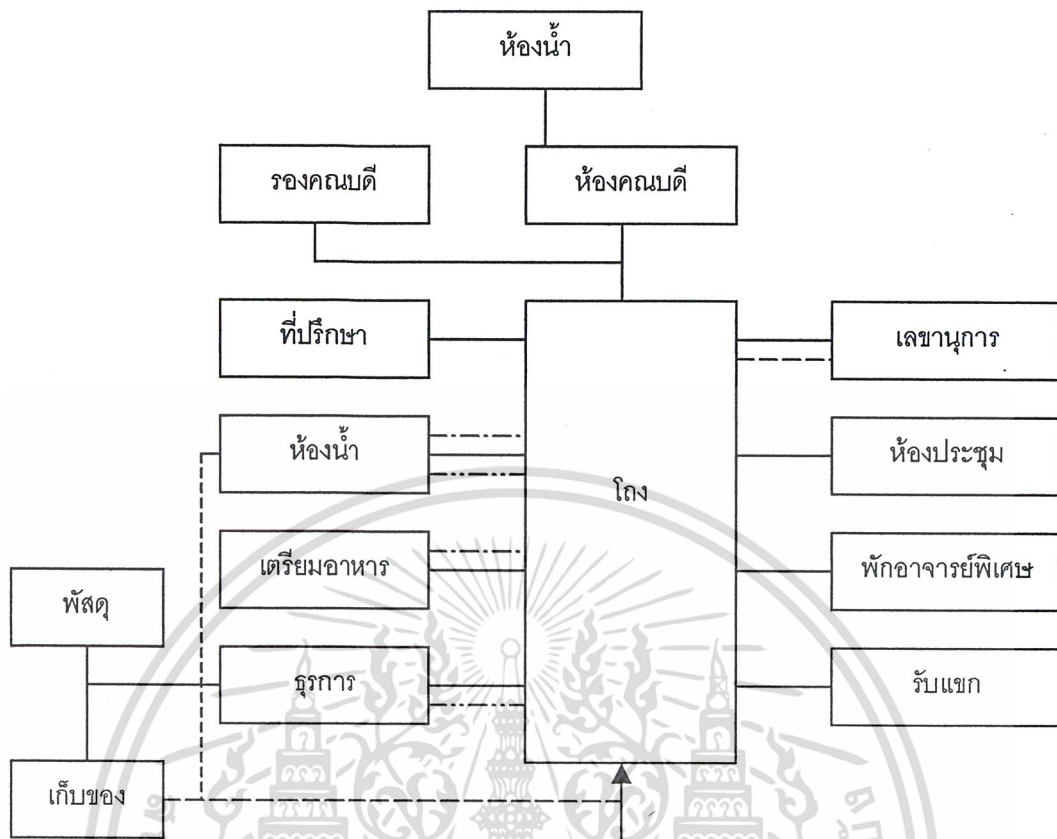 ห้องน้ำ
รองคณบดี
ห้องคณบดี
ที่ปรึกษา
เลขานุการ
ห้องน้ำ
ห้องประชุม
โถง
เตรียมอาหาร
พักอาจารย์พิเศษ
พัสดุ
ธุรการ
รับแขก
เก็บของ